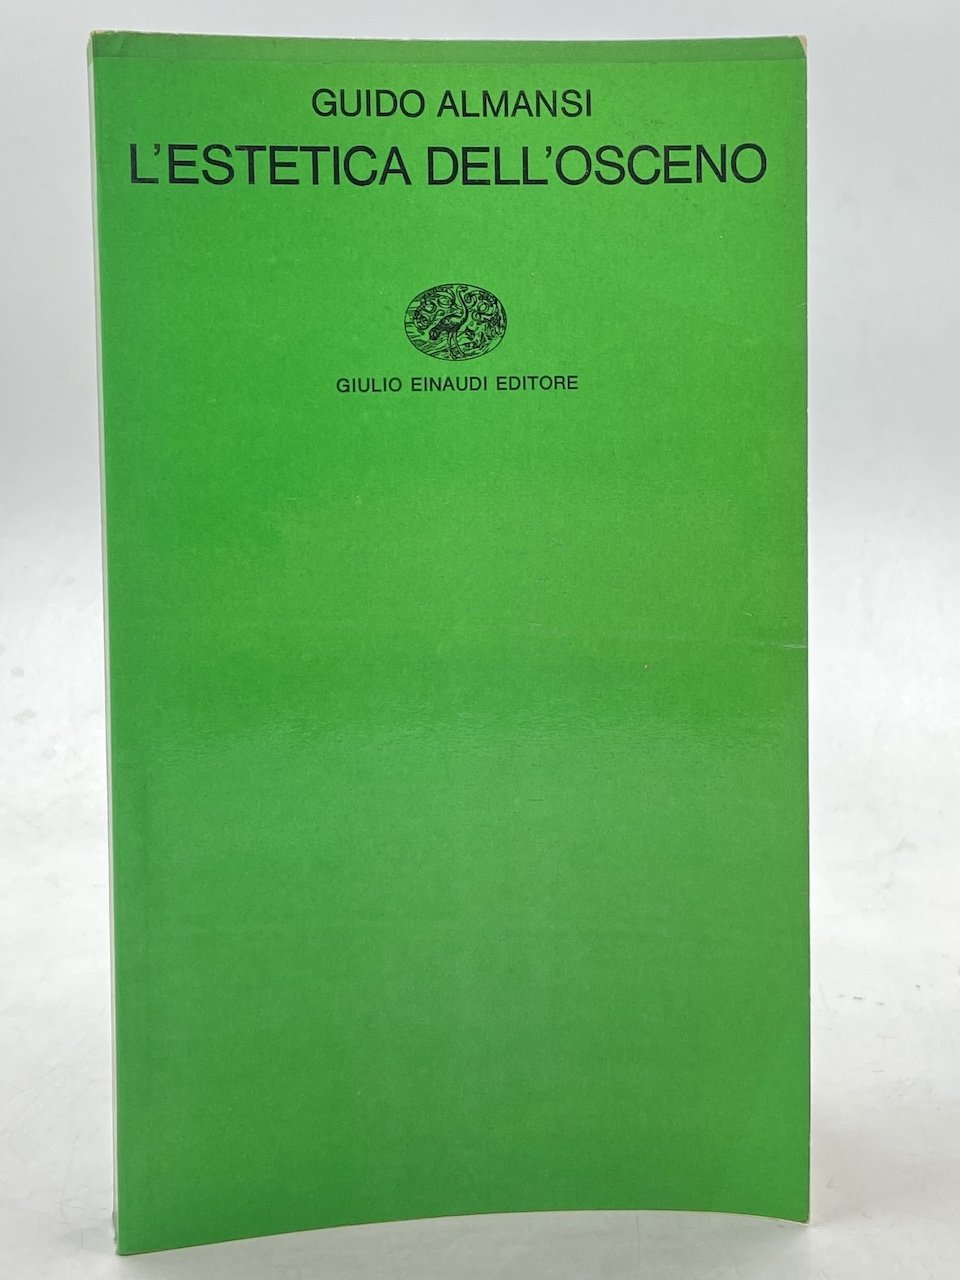 GUIDO ALMANSI
L'ESTETICA DELL'OSCENO
GIULIO EINAUDI EDITORE